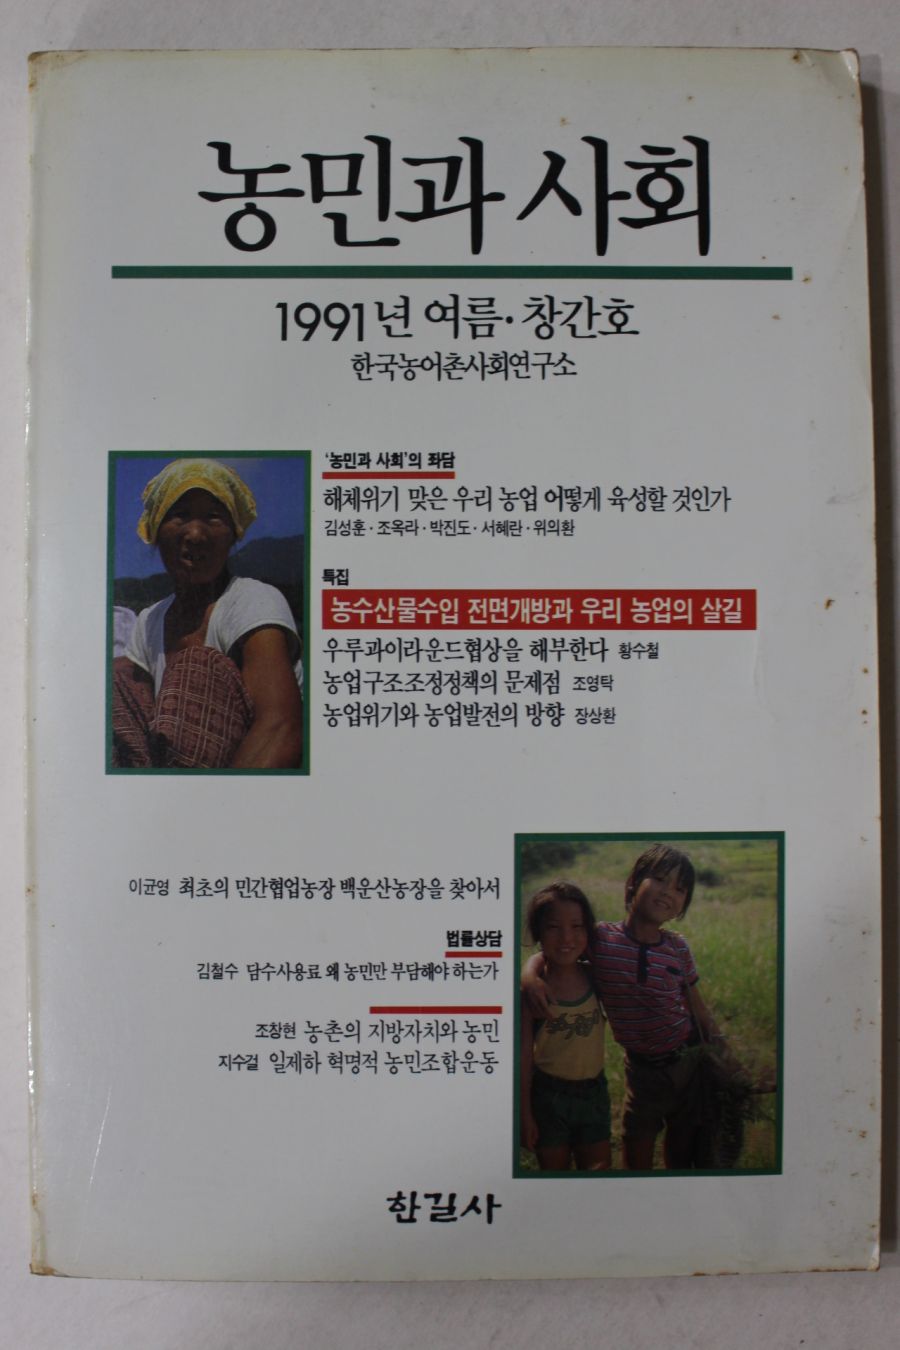 농민과 사회
1991년 여름·창간호
한국농어촌사회연구소
'농민과 사회'의 좌담
해체위기 맞은 우리 농업 어떻게 육성할 것인가
김성훈·조옥라·박진도·서혜란·위의환
특집
농수산물수입 전면개방과 우리 농업의 살길
우루과이라운드협상을 해부한다 황수철
농업구조조정정책의 문제점 조영탁
농업위기와 농업발전의 방향 장상환
이균영 최초의 민간협업농장 백운산농장을 찾아서
법률상담
김철수 담수사용료 왜 농민만 부담해야 하는가
조창현 농촌의 지방자치와 농민
지수걸 일제하 혁명적 농민조합운동
한길사